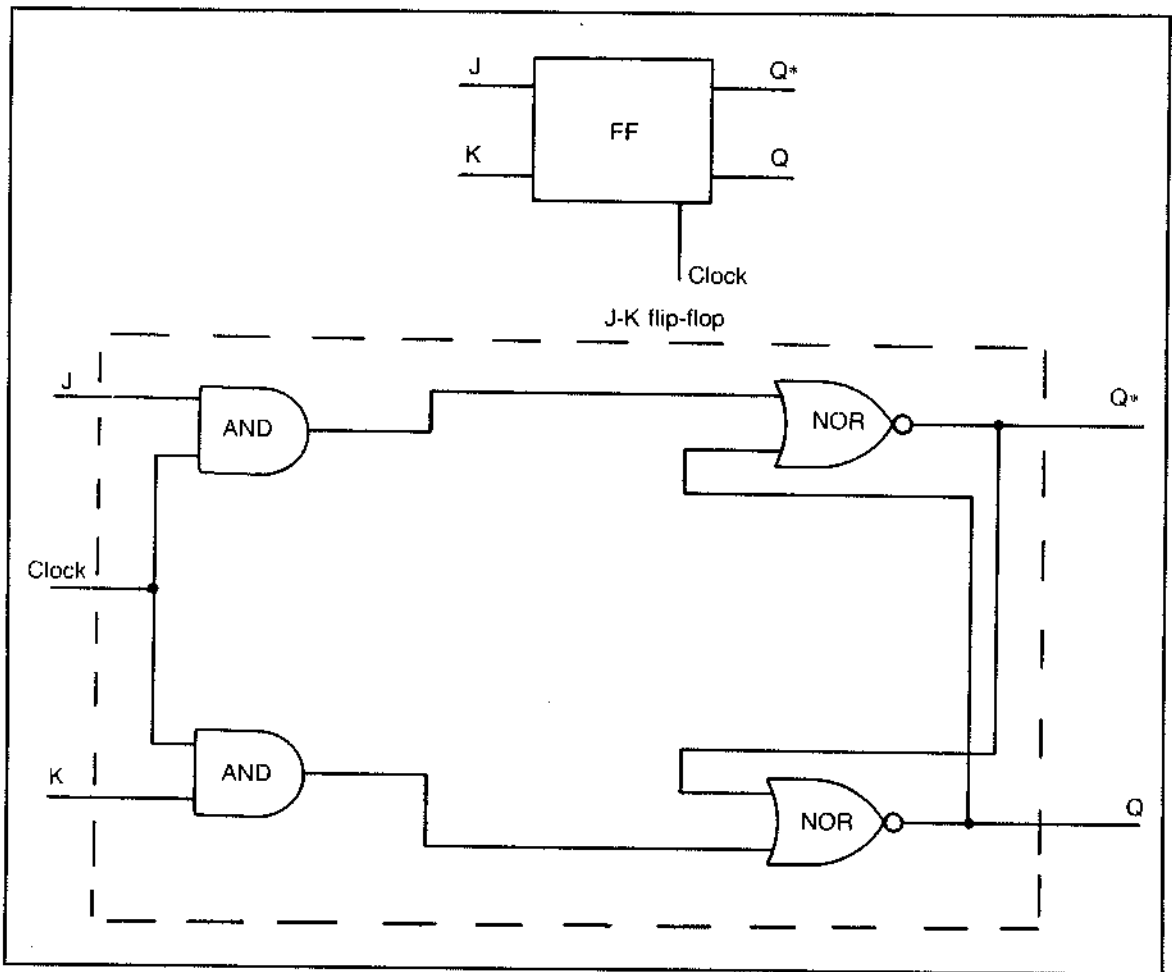 J
Q*
FF
K
Q
Clock
J-K flip-flop
J
AND
NOR
Q*
Clock
K
AND
NOR
Q